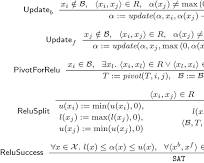 Update_b  x_i ∉ 𝓑, ⟨x_i, x_j⟩ ∈ R, α(x_j) ≠ max (
α := update(α, x_i, α(x_j) −
Update_f  x_j ∉ 𝓑, ⟨x_i, x_j⟩ ∈ R, α(x_j) ≠ max (
α := update(α, x_j, max (0, α(
PivotForRelu  x_i ∈ 𝓑, ∃x_l. ⟨x_i, x_l⟩ ∈ R ∨ ⟨x_l, x_i⟩ ∈
T := pivot(T, i, j), 𝓑 :=
⟨x_i, x_j⟩ ∈ R
ReluSplit  u(x_i) := min(u(x_i), 0),
l(x_j) := max(l(x_j), 0),  l(x
u(x_j) := min(u(x_j), 0),  ⟨𝓑, T,
ReluSuccess  ∀x ∈ 𝒳. l(x) ≤ α(x) ≤ u(x), ∀⟨x^b, x^f⟩ ∈
SAT